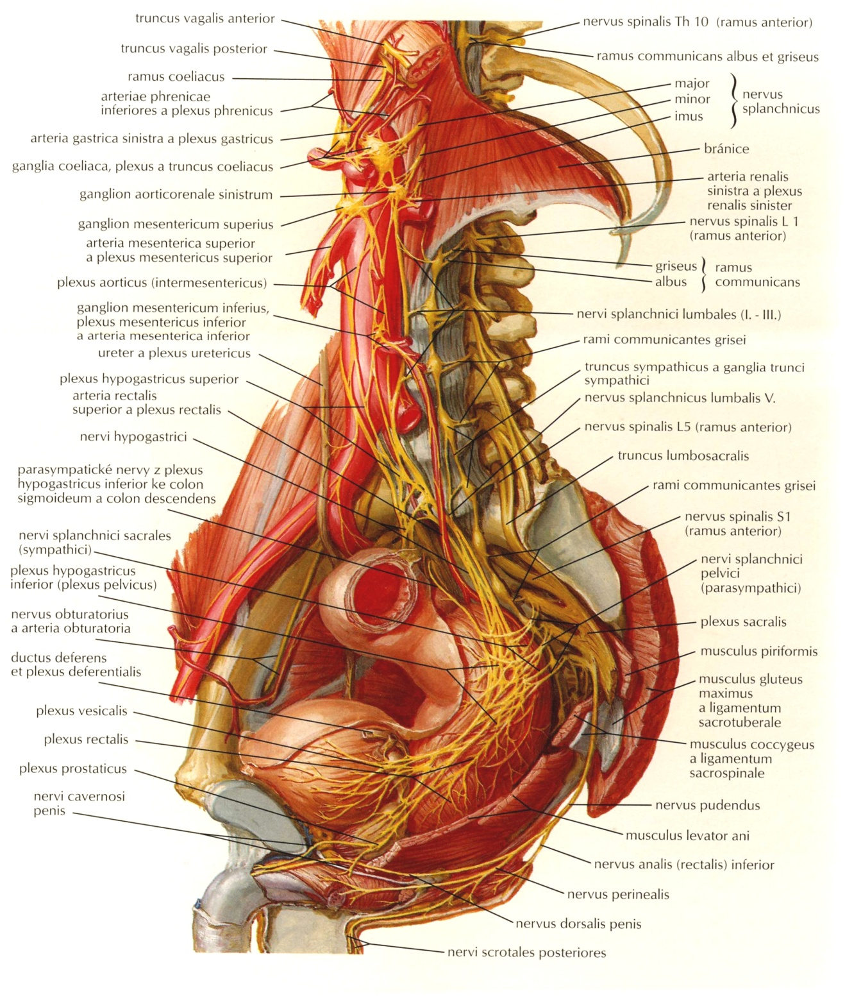 truncus vagalis anterior
truncus vagalis posterior
ramus coeliacus
arteriae phrenicae
inferiores a plexus phrenicus
arteria gastrica sinistra a plexus gastricus
ganglia coeliaca, plexus a truncus coeliacus
ganglion aorticorenale sinistrum
ganglion mesentericum superius
arteria mesenterica superior
a plexus mesentericus superior
plexus aorticus (intermesentericus)
ganglion mesentericum inferius,
plexus mesentericus inferior
a arteria mesenterica inferior
ureter a plexus uretericus
plexus hypogastricus superior
arteria rectalis
superior a plexus rectalis
nervi hypogastrici
parasympatické nervy z plexus
hypogastricus inferior ke colon
sigmoideum a colon descendens
nervi splanchnici sacrales
(sympathici)
plexus hypogastricus
inferior (plexus pelvicus)
nervus obturatorius
a arteria obturatoria
ductus deferens
et plexus deferentialis
plexus vesicalis
plexus rectalis
plexus prostaticus
nervi cavernosi
penis
nervus spinalis Th 10 (ramus anterior)
ramus communicans albus et griseus
major
minor
imus
nervus
splanchnicus
bránice
arteria renalis
sinistra a plexus
renalis sinister
nervus spinalis L 1
(ramus anterior)
griseus
albus
ramus
communicans
nervi splanchnici lumbales (I. - III.)
rami communicantes grisei
truncus sympathicus a ganglia trunci
sympathici
nervus splanchnicus lumbalis V.
nervus spinalis L5 (ramus anterior)
truncus lumbosacralis
rami communicantes grisei
nervus spinalis S1
(ramus anterior)
nervi splanchnici
pelvici
(parasympathici)
plexus sacralis
musculus piriformis
musculus gluteus
maximus
a ligamentum
sacrotuberale
musculus coccygeus
a ligamentum
sacrospinale
nervus pudendus
musculus levator ani
nervus analis (rectalis) inferior
nervus perinealis
nervus dorsalis penis
nervi scrotales posteriores